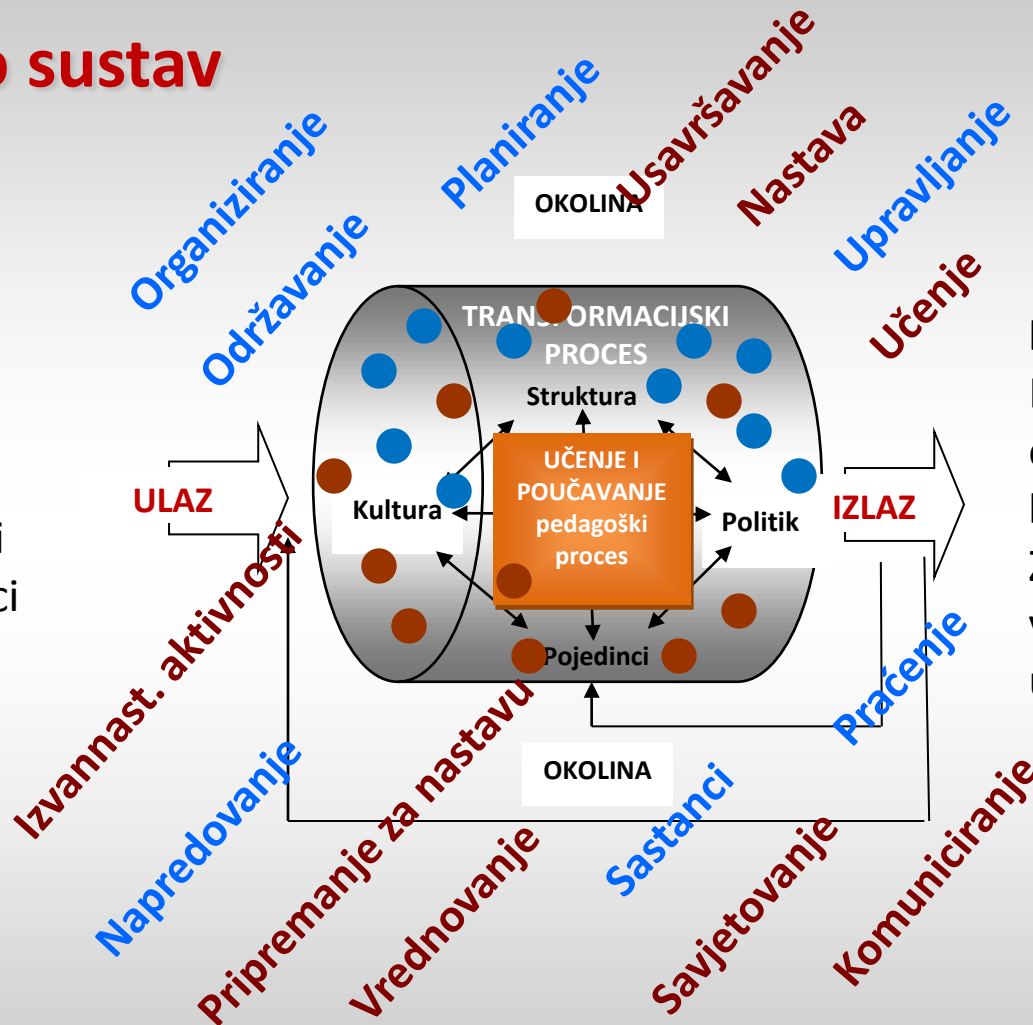 sustav
Organiziranje
Održavanje
Planiranje
Usavršavanje
Nastava
Upravljanje
Učenje
OKOLINA
TRANSFORMACIJSKI
PROCES
Struktura
ULAZ
Kultura
UČENJE I
POUČAVANJE
pedagoški
proces
Politik
IZLAZ
Pojedinci
OKOLINA
Izvannast. aktivnosti
Napredovanje
Pripremanje za nastavu
Vrednovanje
Sastanci
Savjetovanje
Praćenje
Komuniciranje